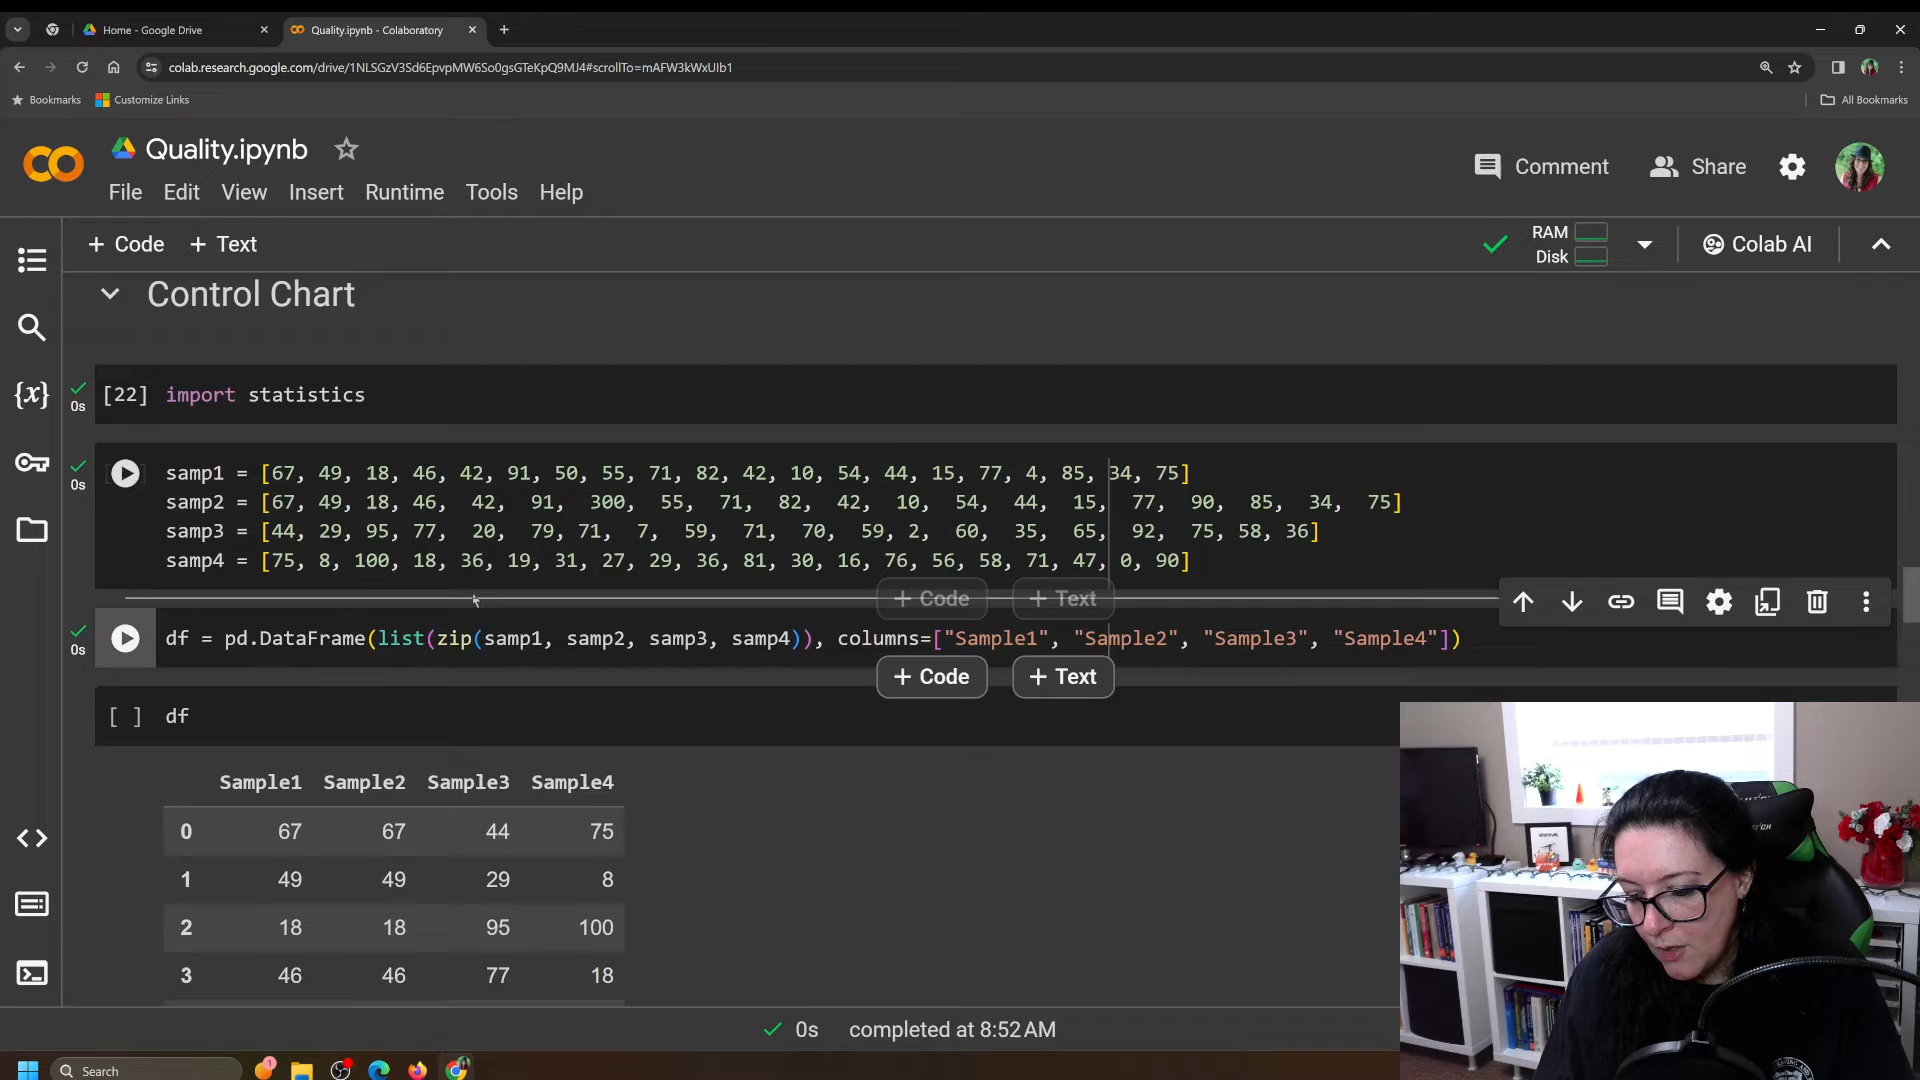 Home - Google Drive
Quality.ipynb - Colaboratory
colab.research.google.com/drive/1NLSGzV3Sd6EpvpMW6So0gsGTeKpQ9MJ4#scrollTo=mAFW3kWxUIb1
Bookmarks Customize Links All Bookmarks
Quality.ipynb
Comment Share
File Edit View Insert Runtime Tools Help
+ Code + Text
RAM
Disk
Colab AI
Control Chart
0s [22] import statistics
samp1 = [67, 49, 18, 46, 42, 91, 50, 55, 71, 82, 42, 10, 54, 44, 15, 77, 4, 85, 34, 75]
0s
samp2 = [67, 49, 18, 46, 42, 91, 300, 55, 71, 82, 42, 10, 54, 44, 15, 77, 90, 85, 34, 75]
samp3 = [44, 29, 95, 77, 20, 79, 71, 7, 59, 71, 70, 59, 2, 60, 35, 65, 92, 75, 58, 36]
samp4 = [75, 8, 100, 18, 36, 19, 31, 27, 29, 36, 81, 30, 16, 76, 56, 58, 71, 47, 0, 90]
+ Code + Text
0s df = pd.DataFrame(list(zip(samp1, samp2, samp3, samp4)), columns=["Sample1", "Sample2", "Sample3", "Sample4"])
+ Code + Text
[ ] df
Sample1 Sample2 Sample3 Sample4
0 67 67 44 75
1 49 49 29 8
2 18 18 95 100
3 46 46 77 18
0s completed at 8:52 AM
Search